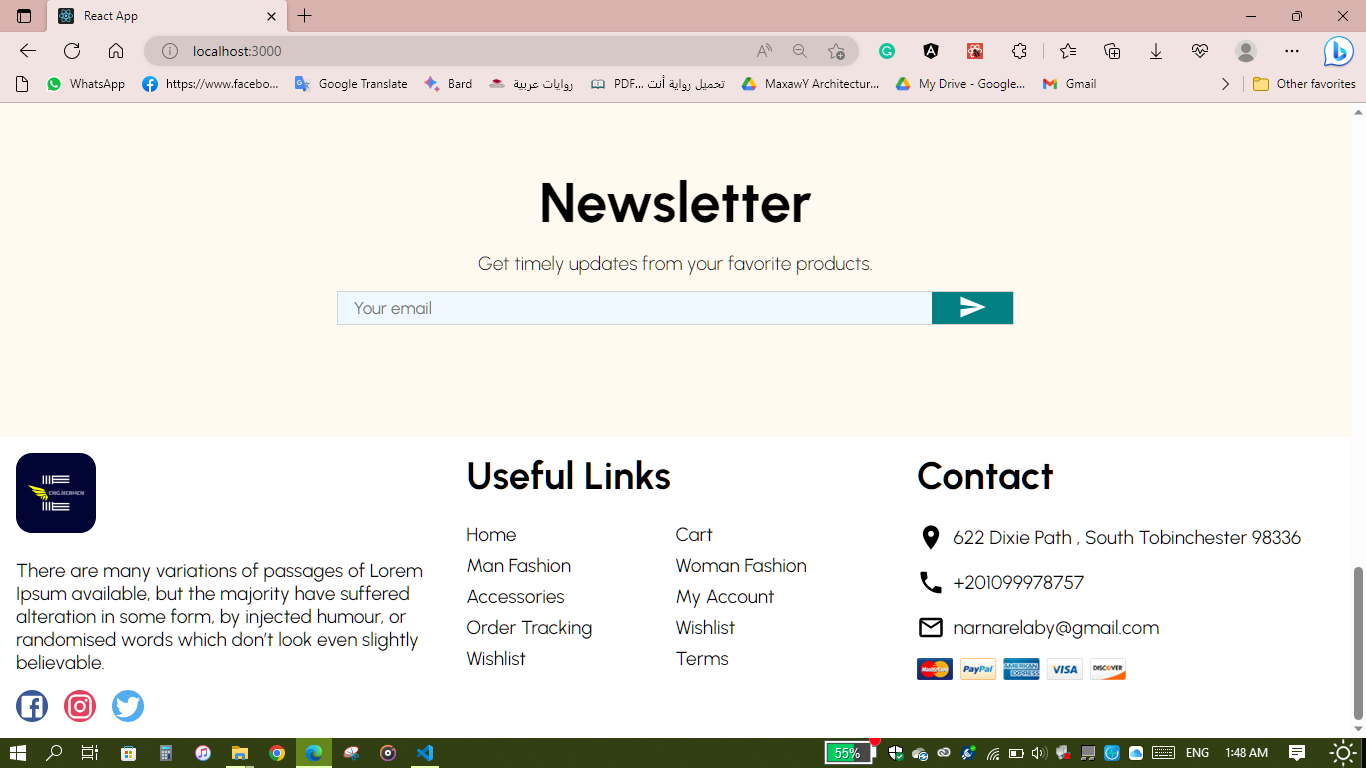 React App
localhost:3000
WhatsApp
https://www.facebo...
Google Translate
Bard
روايات عربية
تحميل رواية أنت ...PDF
MaxawY Architectur...
My Drive - Google...
Gmail
Other favorites
Newsletter
Get timely updates from your favorite products.
Your email
ENG.NERMEN
There are many variations of passages of Lorem
Ipsum available, but the majority have suffered
alteration in some form, by injected humour, or
randomised words which don't look even slightly
believable.
Useful Links
Home
Cart
Man Fashion
Woman Fashion
Accessories
My Account
Order Tracking
Wishlist
Wishlist
Terms
Contact
622 Dixie Path , South Tobinchester 98336
+201099978757
narnarelaby@gmail.com
MasterCard
PayPal
AMERICAN EXPRESS
VISA
DISCOVER
55%
ENG
1:48 AM